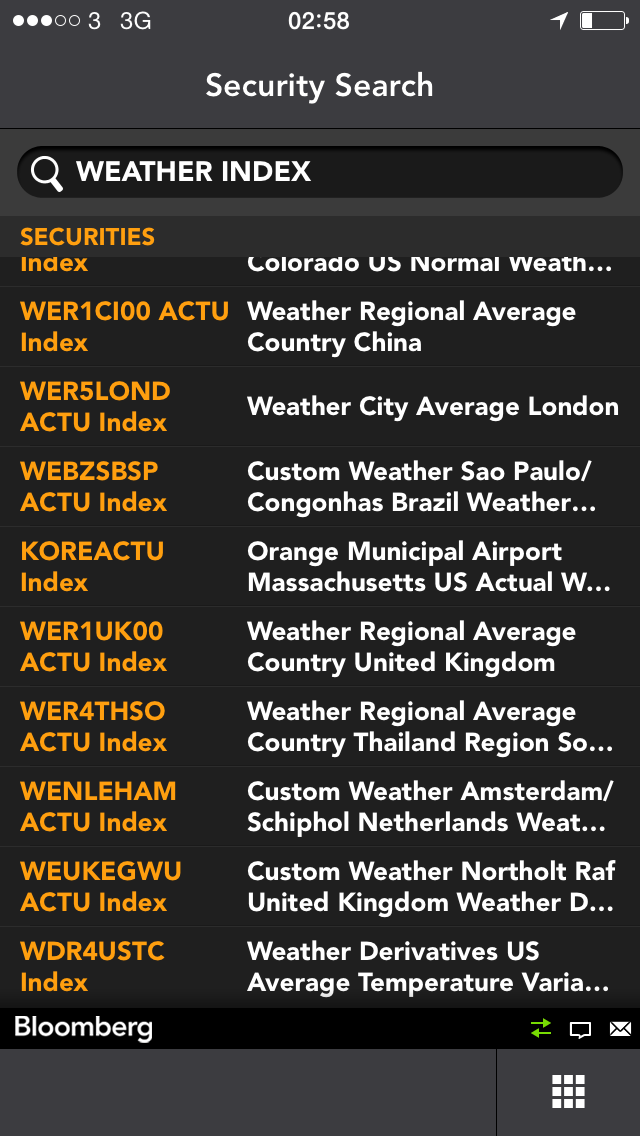 3 3G 02:58
Security Search
WEATHER INDEX
SECURITIES
Index Colorado US Normal Weath...
WER1CI00 ACTU Weather Regional Average
Index Country China
WER5LOND
ACTU Index
Weather City Average London
WEBZSBSP Custom Weather Sao Paulo/
ACTU Index Congonhas Brazil Weather...
KOREACTU Orange Municipal Airport
Index Massachusetts US Actual W...
WER1UK00 Weather Regional Average
ACTU Index Country United Kingdom
WER4THSO Weather Regional Average
ACTU Index Country Thailand Region So...
WENLEHAM Custom Weather Amsterdam/
ACTU Index Schiphol Netherlands Weat...
WEUKEGWU Custom Weather Northolt Raf
ACTU Index United Kingdom Weather D...
WDR4USTC Weather Derivatives US
Index Average Temperature Varia...
Bloomberg